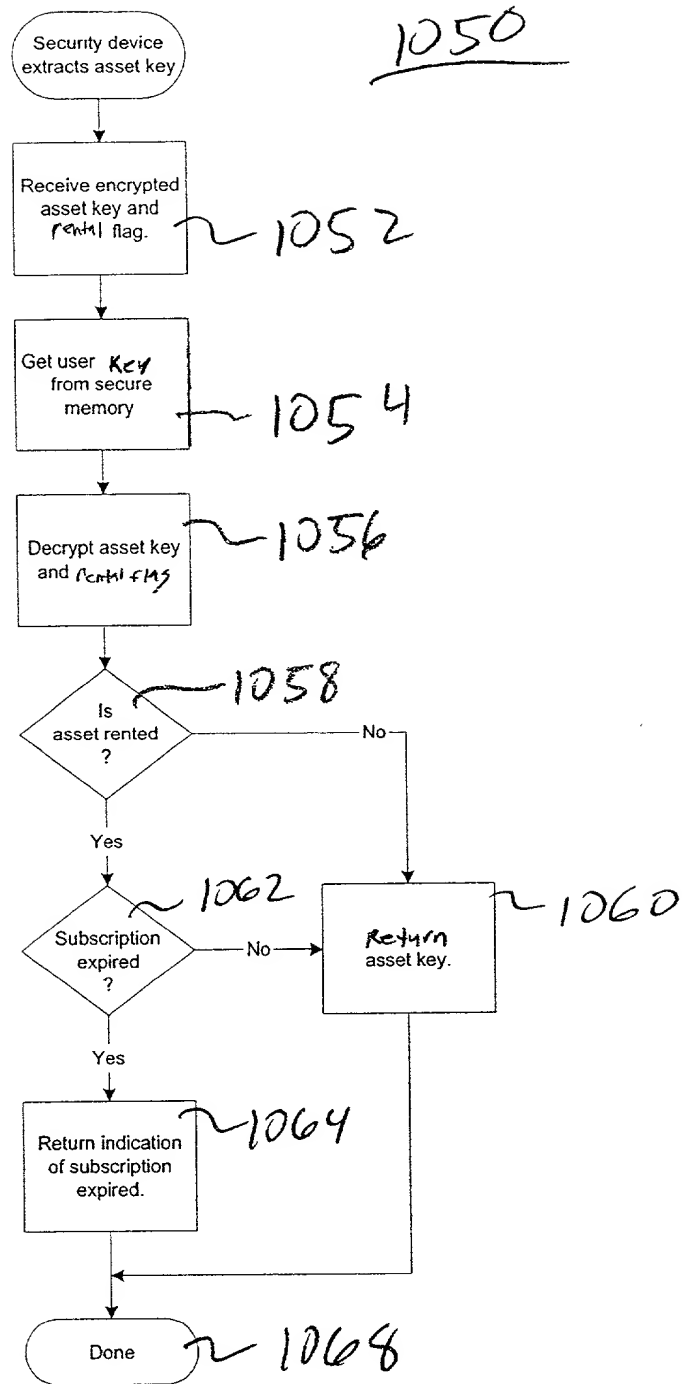 1050
Security device
extracts asset key
Receive encrypted
asset key and
rental flag.
1052
Get user Key
from secure
memory
1054
Decrypt asset key
and rental flag
1056
Is
asset rented
?
1058
No
Yes
Subscription
expired
?
1062
No
Return
asset key.
1060
Yes
Return indication
of subscription
expired.
1064
Done
1068